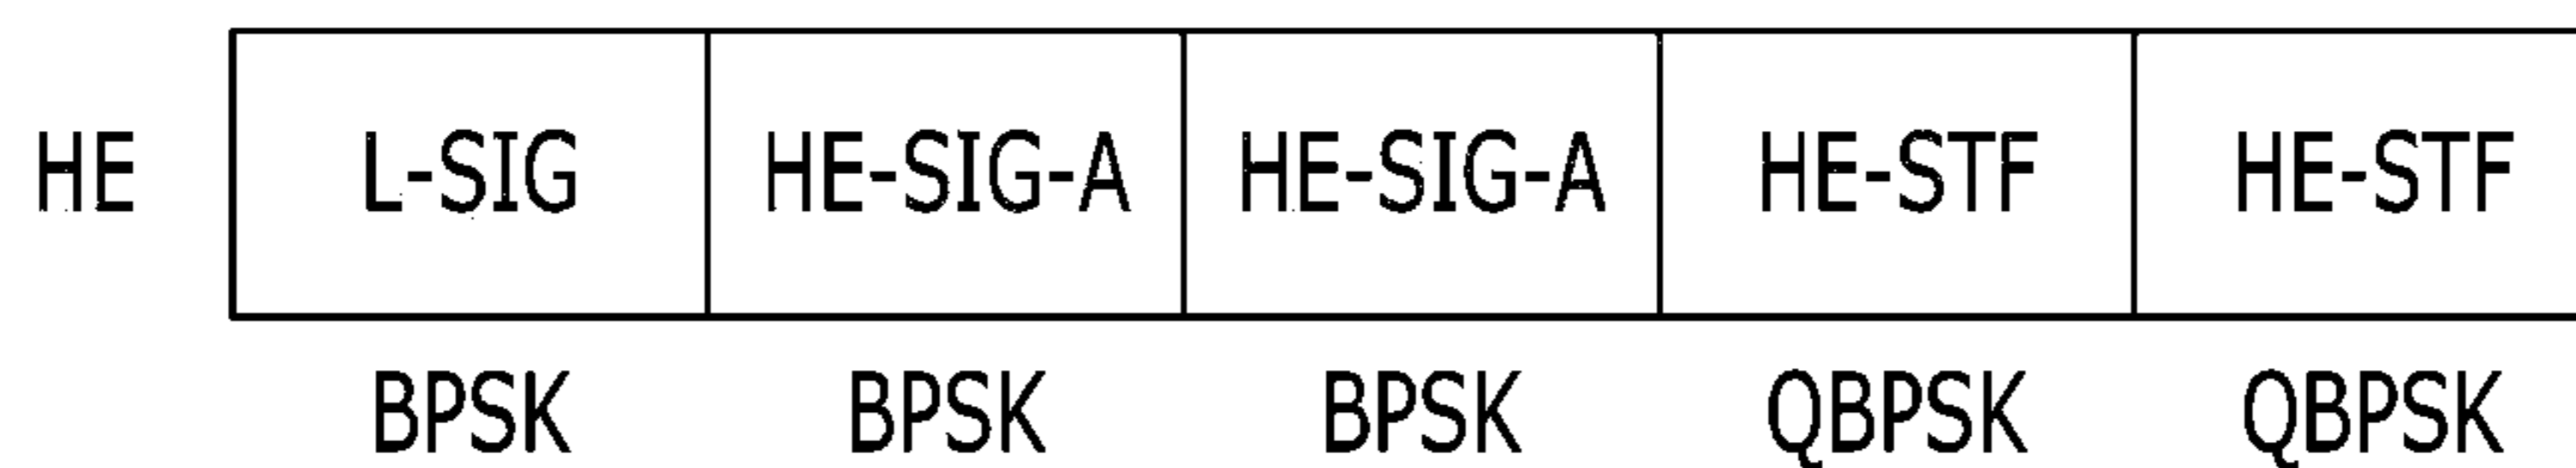 HE L-SIG HE-SIG-A HE-SIG-A HE-STF HE-STF
BPSK BPSK BPSK QBPSK QBPSK